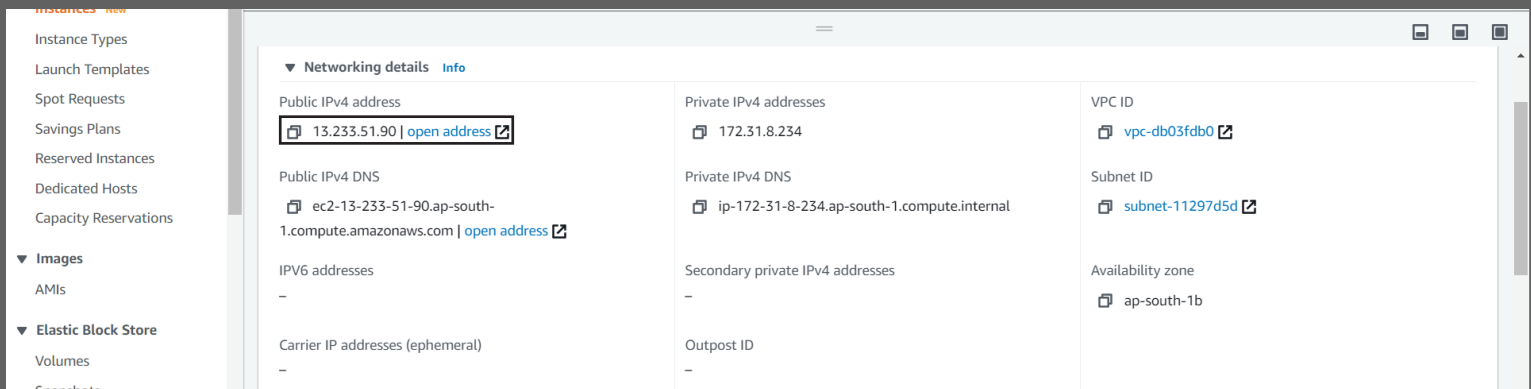 Instances New
Instance Types
Launch Templates
Spot Requests
Savings Plans
Reserved Instances
Dedicated Hosts
Capacity Reservations
Images
AMIs
Elastic Block Store
Volumes
Snapshots
Networking details Info
Public IPv4 address
13.233.51.90 | open address
Private IPv4 addresses
172.31.8.234
VPC ID
vpc-db03fdb0
Public IPv4 DNS
ec2-13-233-51-90.ap-south-
1.compute.amazonaws.com | open address
Private IPv4 DNS
ip-172-31-8-234.ap-south-1.compute.internal
Subnet ID
subnet-11297d5d
IPV6 addresses
–
Secondary private IPv4 addresses
–
Availability zone
ap-south-1b
Carrier IP addresses (ephemeral)
–
Outpost ID
–